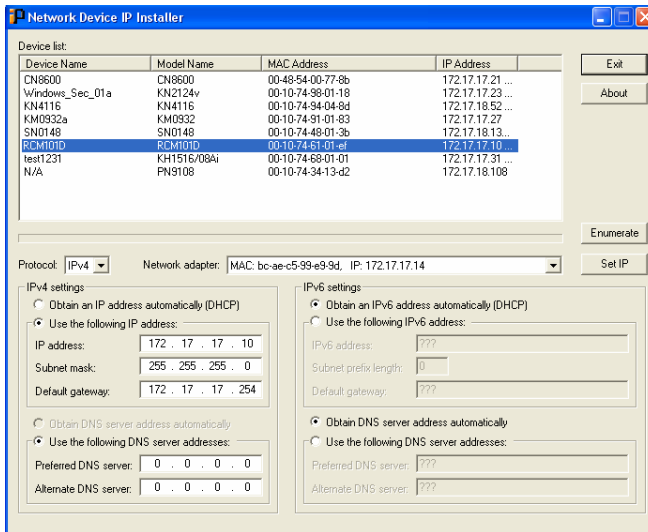 Network Device IP Installer
Device list:
Device Name Model Name MAC Address IP Address
CN8600 CN8600 00-48-54-00-77-8b 172.17.17.21 ...
Windows_Sec_01a KN2124v 00-10-74-98-01-18 172.17.17.23 ...
KN4116 KN4116 00-10-74-94-04-8d 172.17.18.52 ...
KM0932a KM0932 00-10-74-91-01-83 172.17.17.27
SN0148 SN0148 00-10-74-48-01-3b 172.17.18.13...
RCM101D RCM101D 00-10-74-61-01-ef 172.17.17.10 ...
test1231 KH1516/08Ai 00-10-74-68-01-01 172.17.17.31 ...
N/A PN9108 00-10-74-34-13-d2 172.17.18.108
Exit
About
Enumerate
Set IP
Protocol: IPv4 Network adapter: MAC: bc-ae-c5-99-e9-9d, IP: 172.17.17.14
IPv4 settings
Obtain an IP address automatically (DHCP)
Use the following IP address:
IP address: 172 . 17 . 17 . 10
Subnet mask: 255 . 255 . 255 . 0
Default gateway: 172 . 17 . 17 . 254
Obtain DNS server address automatically
Use the following DNS server addresses:
Preferred DNS server: 0 . 0 . 0 . 0
Alternate DNS server: 0 . 0 . 0 . 0
IPv6 settings
Obtain an IPv6 address automatically (DHCP)
Use the following IPv6 address:
IPv6 address: ???
Subnet prefix length: 0
Default gateway: ???
Obtain DNS server address automatically
Use the following DNS server addresses:
Preferred DNS server: ???
Alternate DNS server: ???